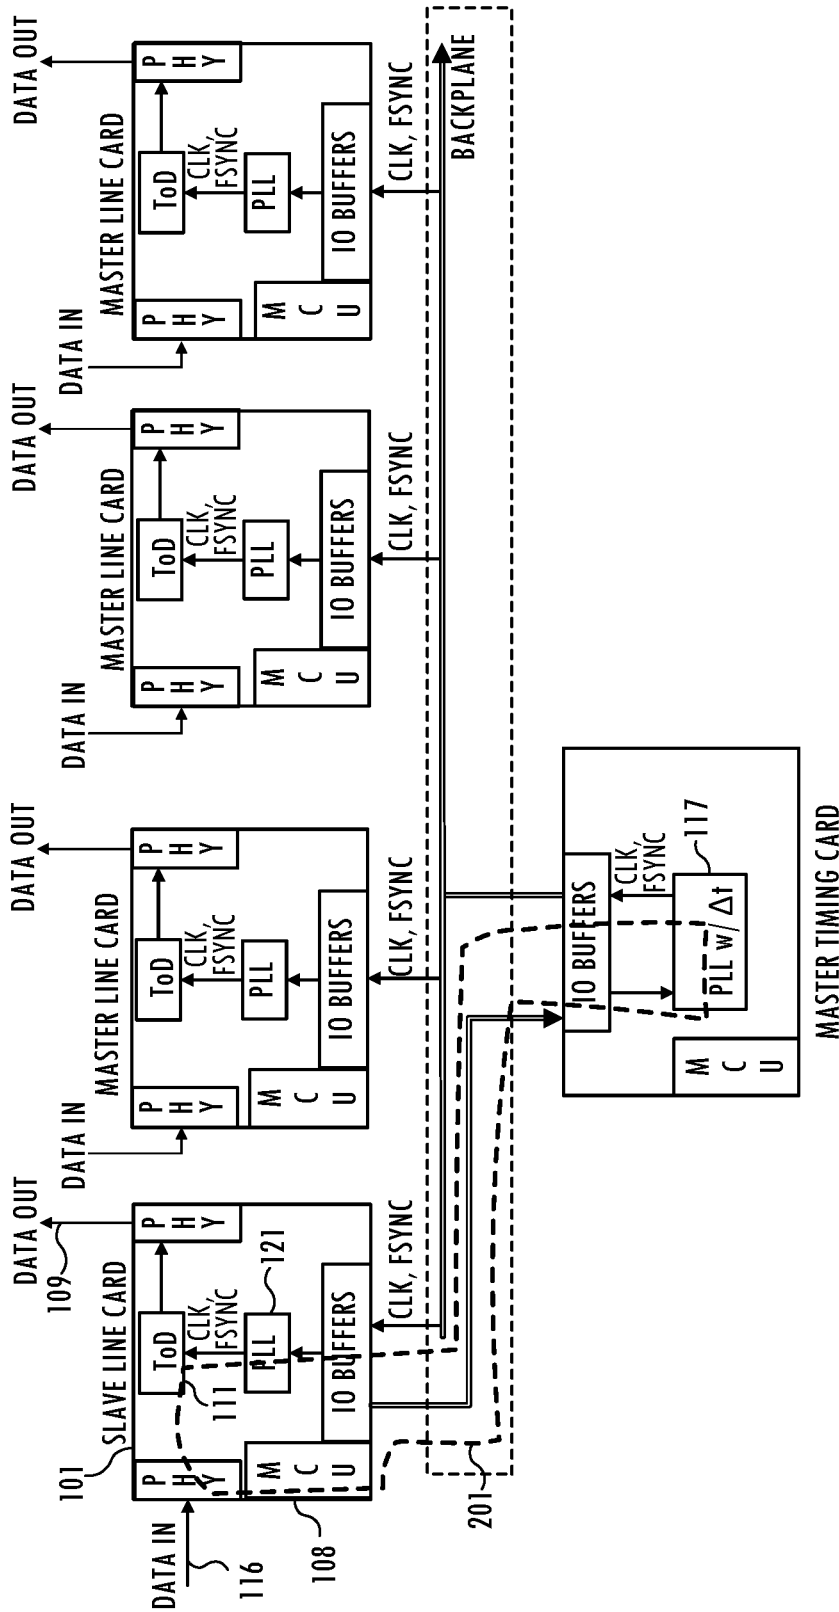 DATA IN
116
101
SLAVE LINE CARD
109
DATA OUT
P H Y
ToD
111
CLK, FSYNC
PLL
121
P H Y
M C U
108
IO BUFFERS
CLK, FSYNC
DATA IN
MASTER LINE CARD
DATA OUT
P H Y
ToD
CLK, FSYNC
PLL
P H Y
M C U
IO BUFFERS
CLK, FSYNC
DATA IN
MASTER LINE CARD
DATA OUT
P H Y
ToD
CLK, FSYNC
PLL
P H Y
M C U
IO BUFFERS
CLK, FSYNC
DATA IN
MASTER LINE CARD
DATA OUT
P H Y
ToD
CLK, FSYNC
PLL
P H Y
M C U
IO BUFFERS
CLK, FSYNC
BACKPLANE
201
IO BUFFERS
CLK, FSYNC
117
PLL w/ Δt
M C U
MASTER TIMING CARD